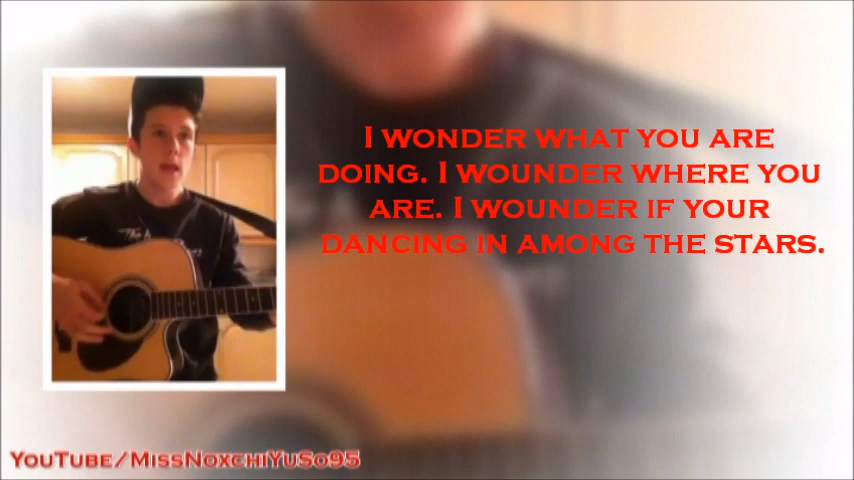 I wonder what you are
doing. I wounder where you
are. I wounder if your
dancing in among the stars.
The A
YouTube/MissNoxchiYuSo95